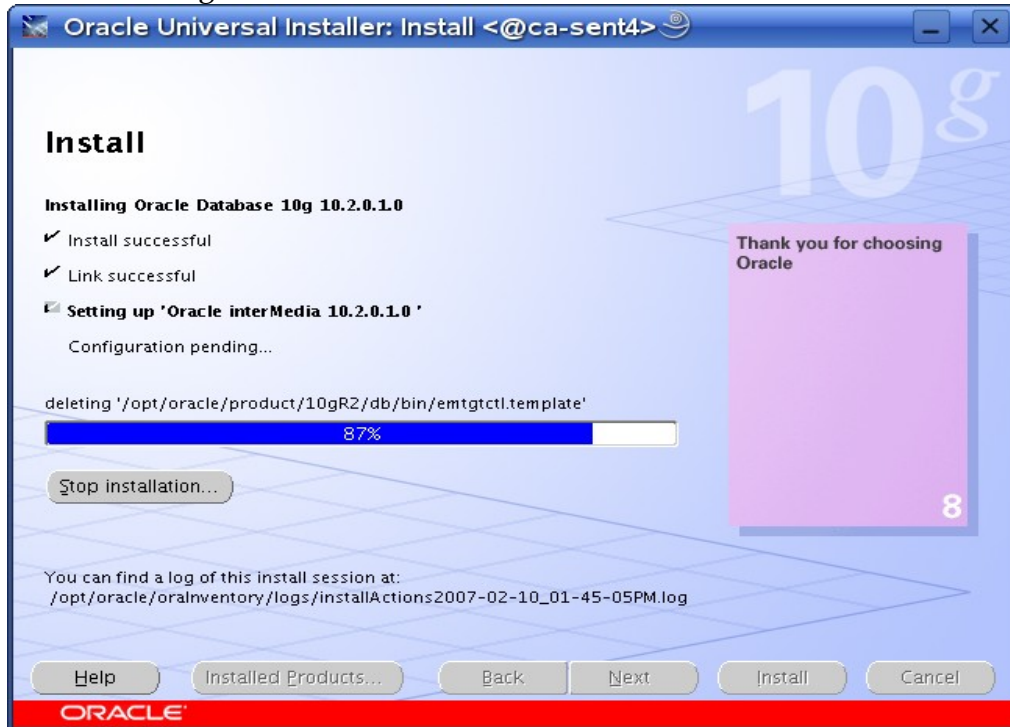 Oracle Universal Installer: Install <@ca-sent4>
10g
Install
Installing Oracle Database 10g 10.2.0.1.0
Install successful
Link successful
Setting up 'Oracle interMedia 10.2.0.1.0 '
Configuration pending...
deleting '/opt/oracle/product/10gR2/db/bin/emtgtctl.template'
87%
Stop installation...
Thank you for choosing
Oracle
8
You can find a log of this install session at:
/opt/oracle/oraInventory/logs/installActions2007-02-10_01-45-05PM.log
Help Installed Products... Back Next Install Cancel
ORACLE